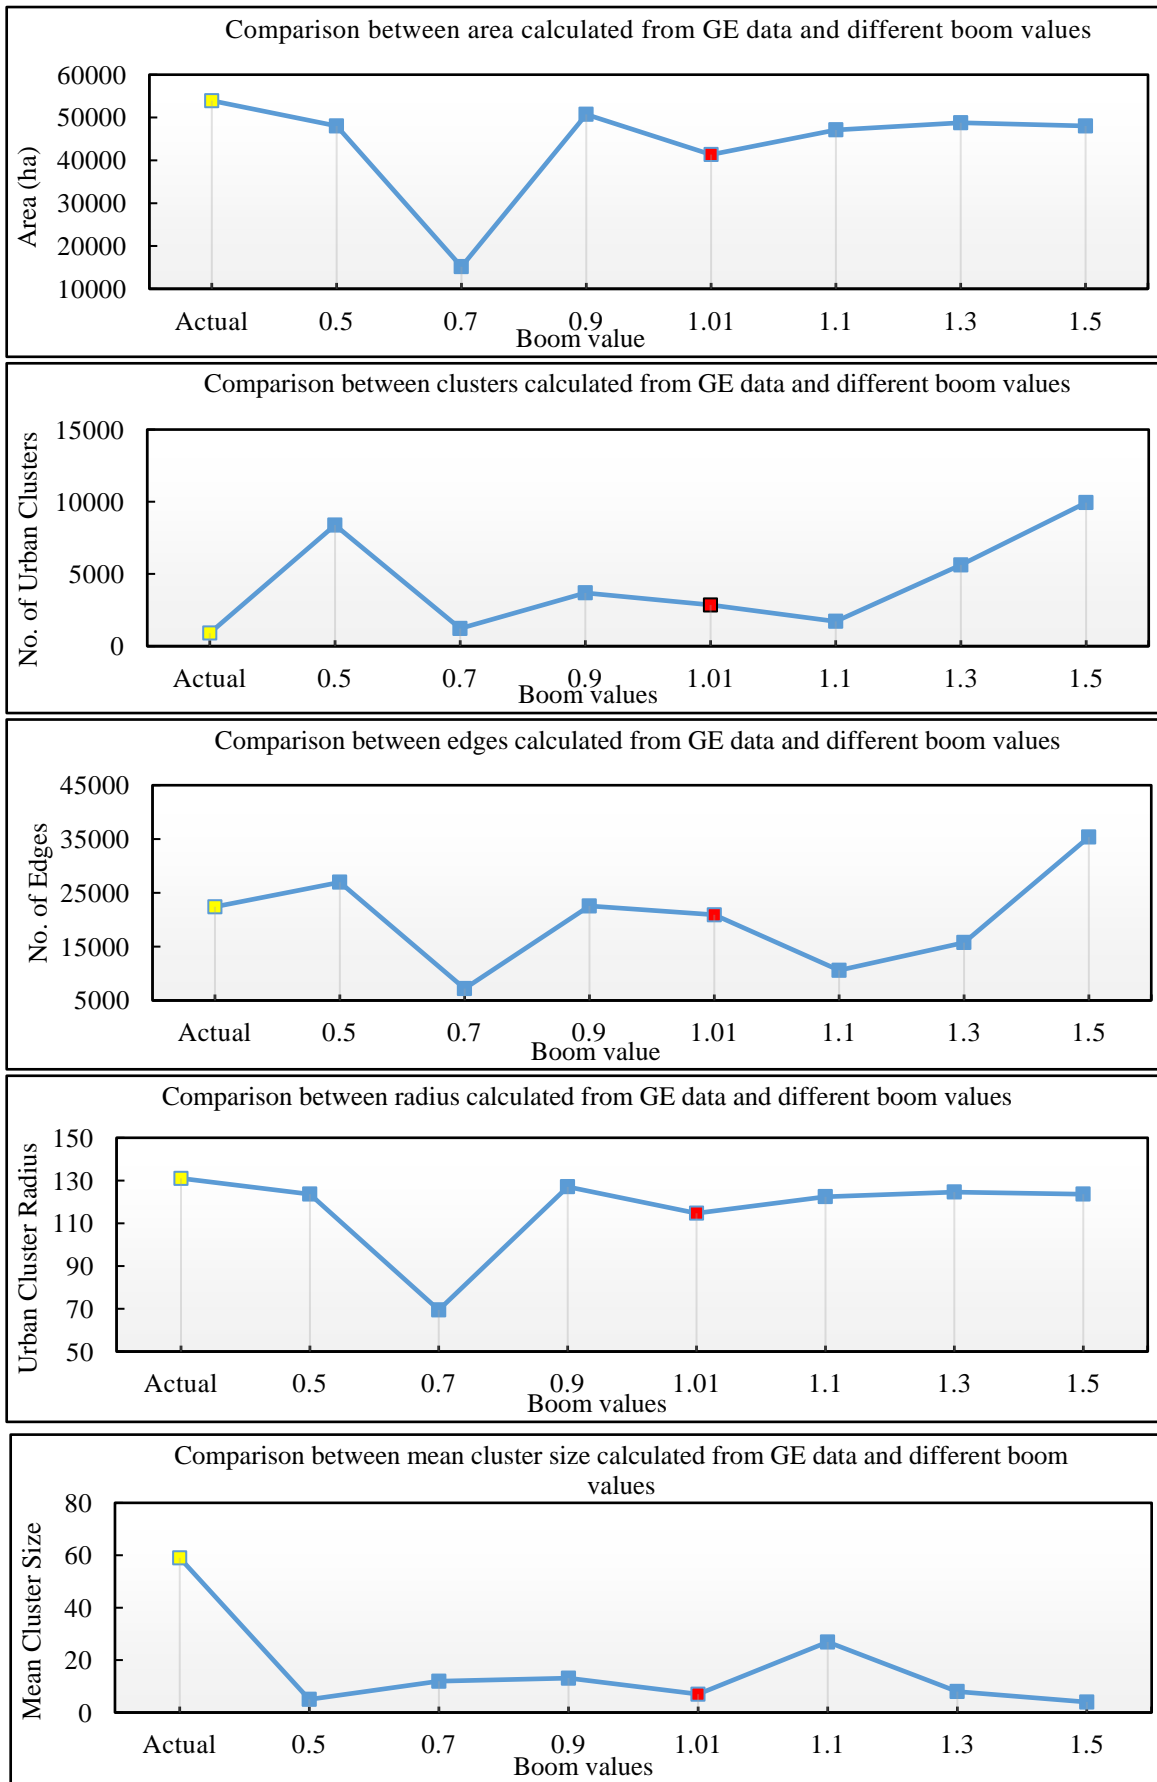 Comparison between area calculated from GE data and different boom values
60000
50000
40000
30000
20000
10000
Area (ha)
Actual 0.5 0.7 0.9 1.01 1.1 1.3 1.5
Boom value
Comparison between clusters calculated from GE data and different boom values
15000
10000
5000
0
No. of Urban Clusters
Actual 0.5 0.7 0.9 1.01 1.1 1.3 1.5
Boom values
Comparison between edges calculated from GE data and different boom values
45000
35000
25000
15000
5000
No. of Edges
Actual 0.5 0.7 0.9 1.01 1.1 1.3 1.5
Boom value
Comparison between radius calculated from GE data and different boom values
150
130
110
90
70
50
Urban Cluster Radius
Actual 0.5 0.7 0.9 1.01 1.1 1.3 1.5
Boom values
Comparison between mean cluster size calculated from GE data and different boom
values
80
60
40
20
0
Mean Cluster Size
Actual 0.5 0.7 0.9 1.01 1.1 1.3 1.5
Boom values